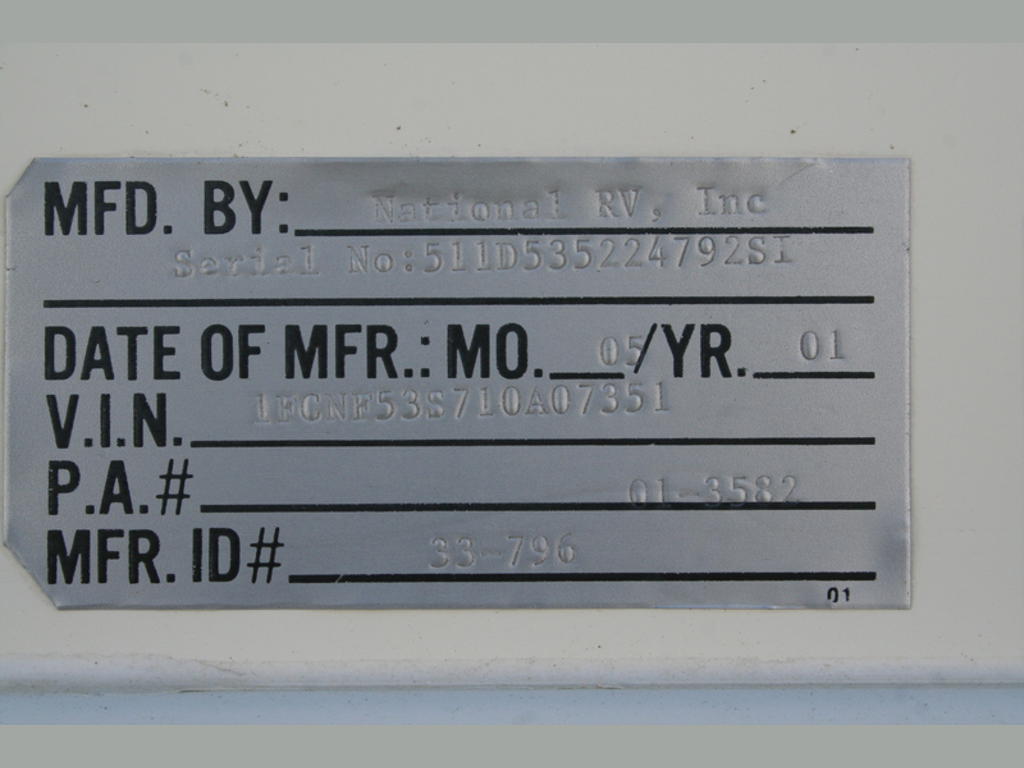 MFD. BY: National RV, Inc
Serial No:511D535224792SI
DATE OF MFR.: MO. 05/YR. 01
V.I.N. 1FCNF53S710A07351
P.A.# 01-3582
MFR. ID# 33-796
01